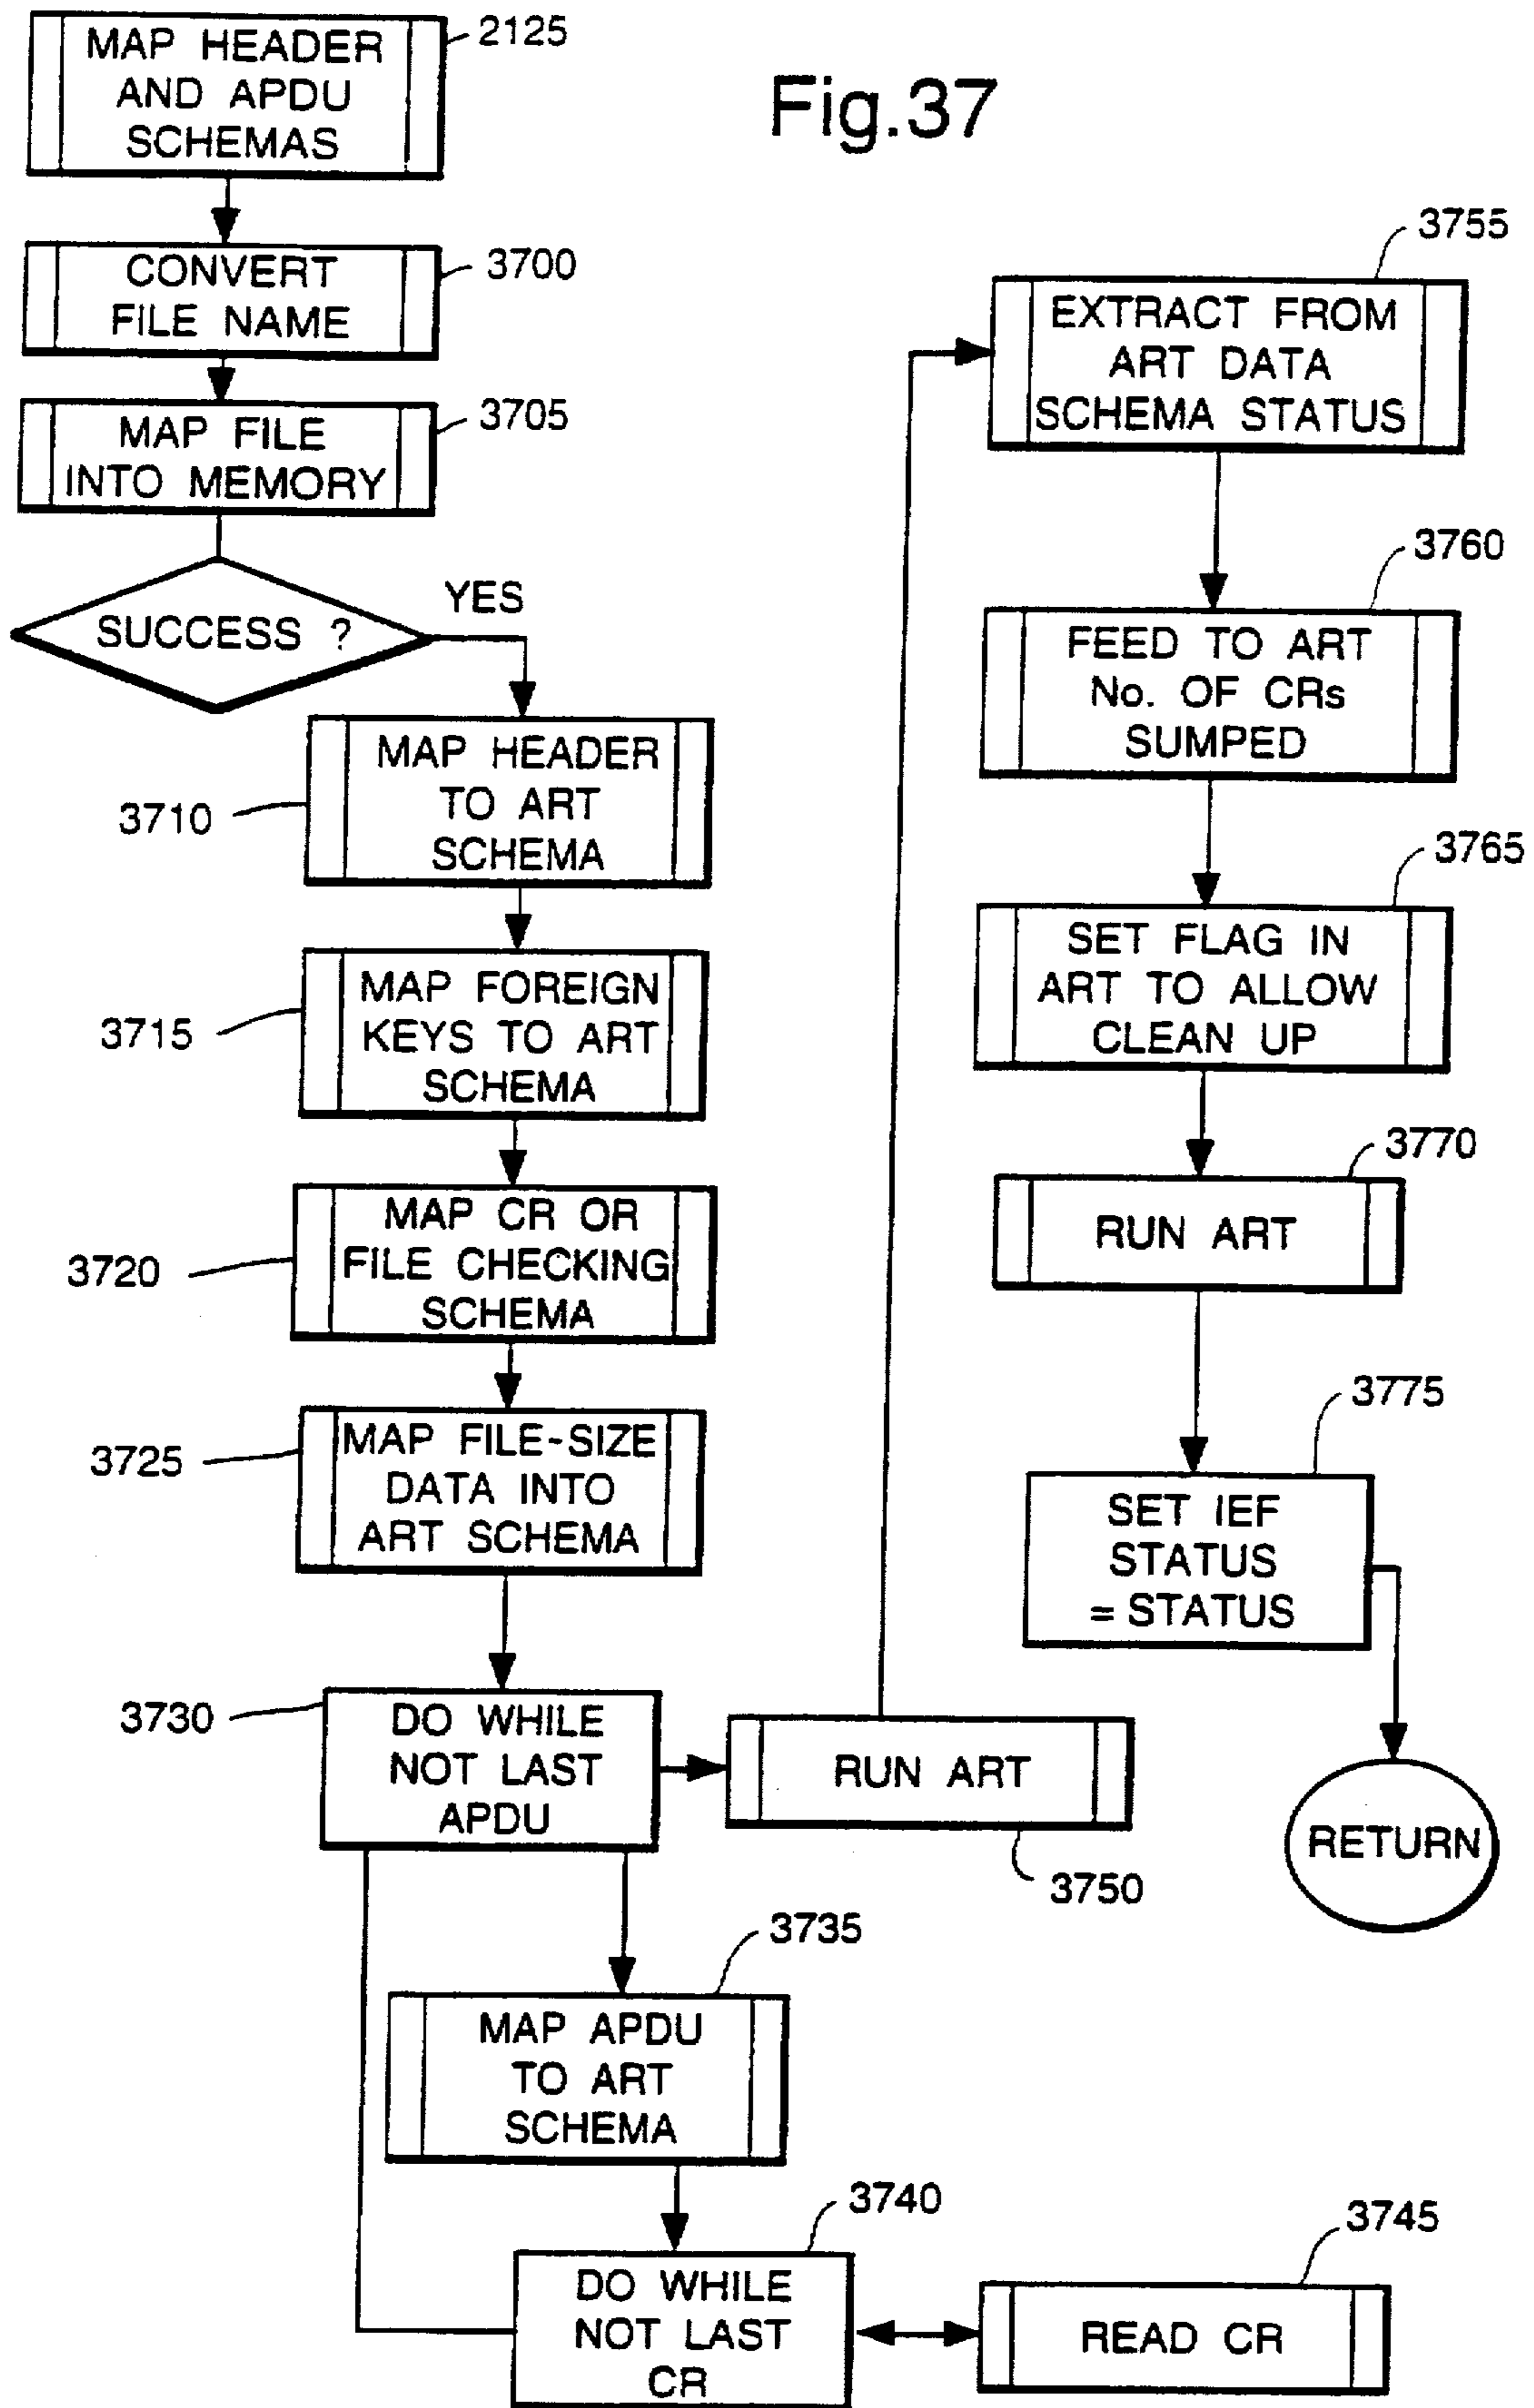 Fig.37
MAP HEADER
AND APDU
SCHEMAS
2125
CONVERT
FILE NAME
3700
MAP FILE
INTO MEMORY
3705
SUCCESS ?
YES
MAP HEADER
TO ART
SCHEMA
3710
MAP FOREIGN
KEYS TO ART
SCHEMA
3715
MAP CR OR
FILE CHECKING
SCHEMA
3720
MAP FILE-SIZE
DATA INTO
ART SCHEMA
3725
DO WHILE
NOT LAST
APDU
3730
MAP APDU
TO ART
SCHEMA
3735
DO WHILE
NOT LAST
CR
3740
READ CR
3745
RUN ART
3750
EXTRACT FROM
ART DATA
SCHEMA STATUS
3755
FEED TO ART
No. OF CRs
SUMPED
3760
SET FLAG IN
ART TO ALLOW
CLEAN UP
3765
RUN ART
3770
SET IEF
STATUS
= STATUS
3775
RETURN